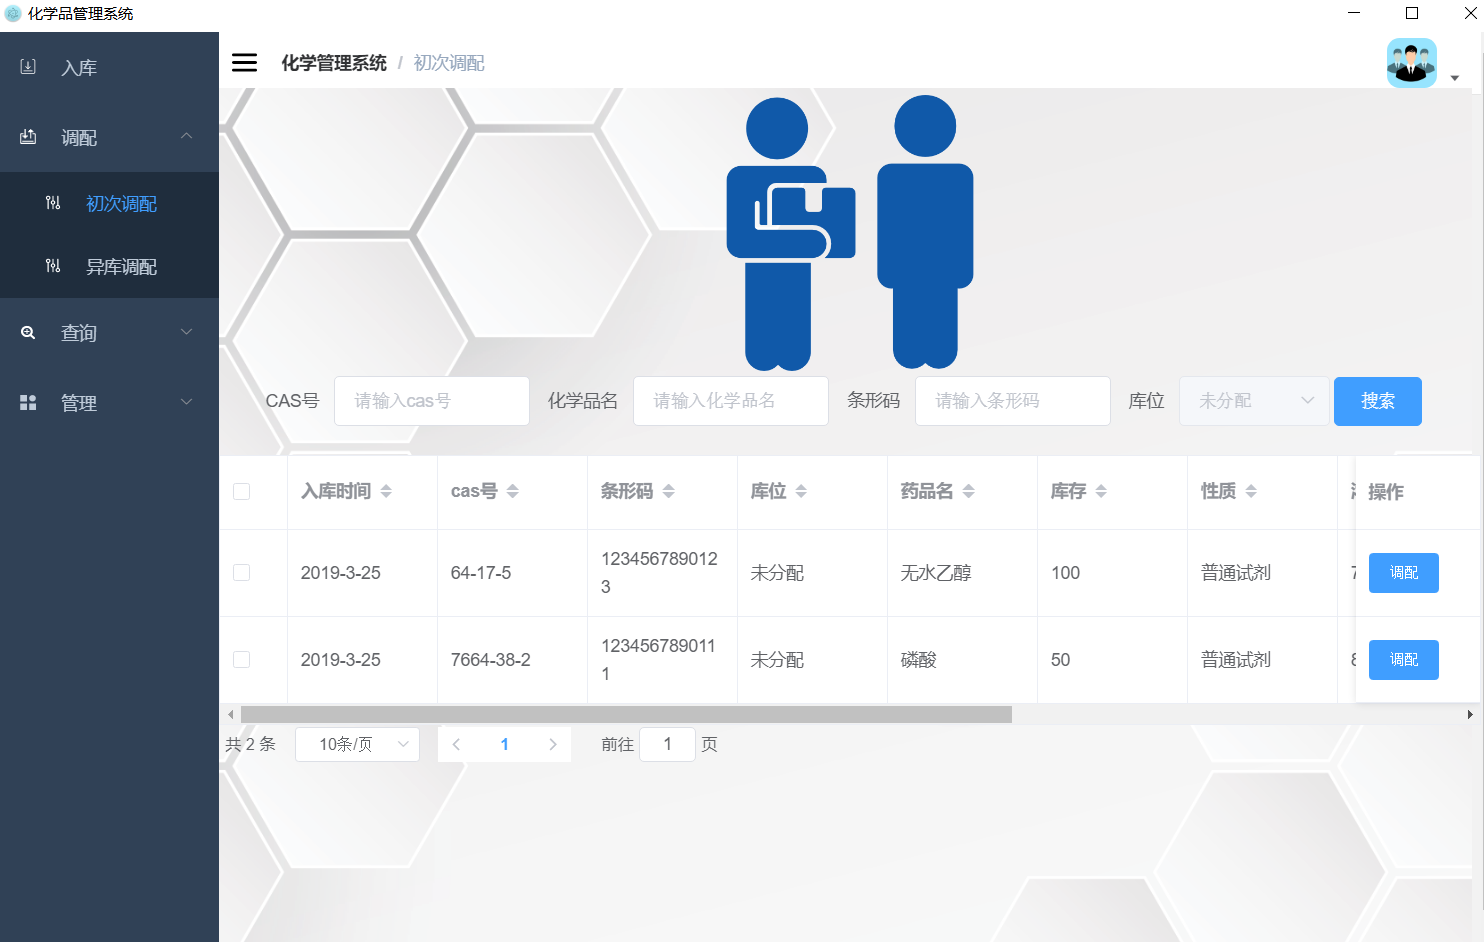 化学品管理系统
入库
调配
初次调配
异库调配
查询
管理
化学管理系统 / 初次调配
CAS号 请输入cas号 化学品名 请输入化学品名 条形码 请输入条形码 库位 未分配 搜索
入库时间 cas号 条形码 库位 药品名 库存 性质 操作
2019-3-25 64-17-5 1234567890123 未分配 无水乙醇 100 普通试剂 7 调配
2019-3-25 7664-38-2 1234567890111 未分配 磷酸 50 普通试剂 调配
共 2 条 10条/页 1 前往 1 页